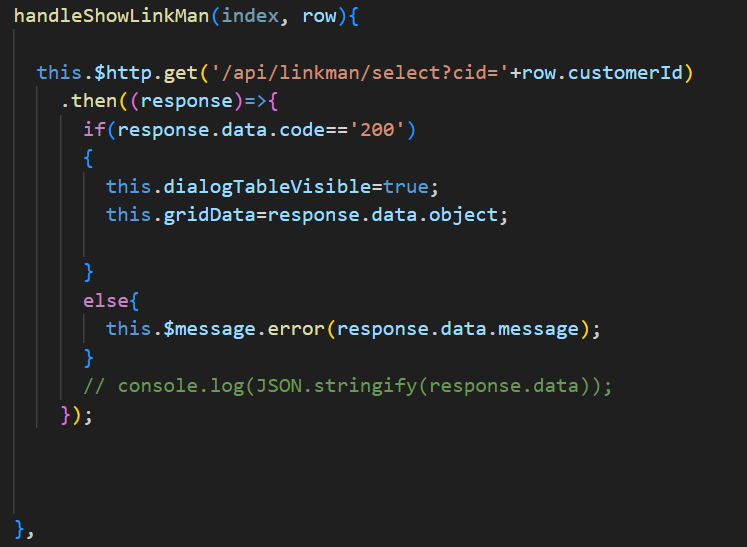 handleShowLinkMan(index, row){
this.$http.get('/api/linkman/select?cid='+row.customerId)
.then((response)=>{
if(response.data.code=='200')
{
this.dialogTableVisible=true;
this.gridData=response.data.object;
}
else{
this.$message.error(response.data.message);
}
// console.log(JSON.stringify(response.data));
});
},